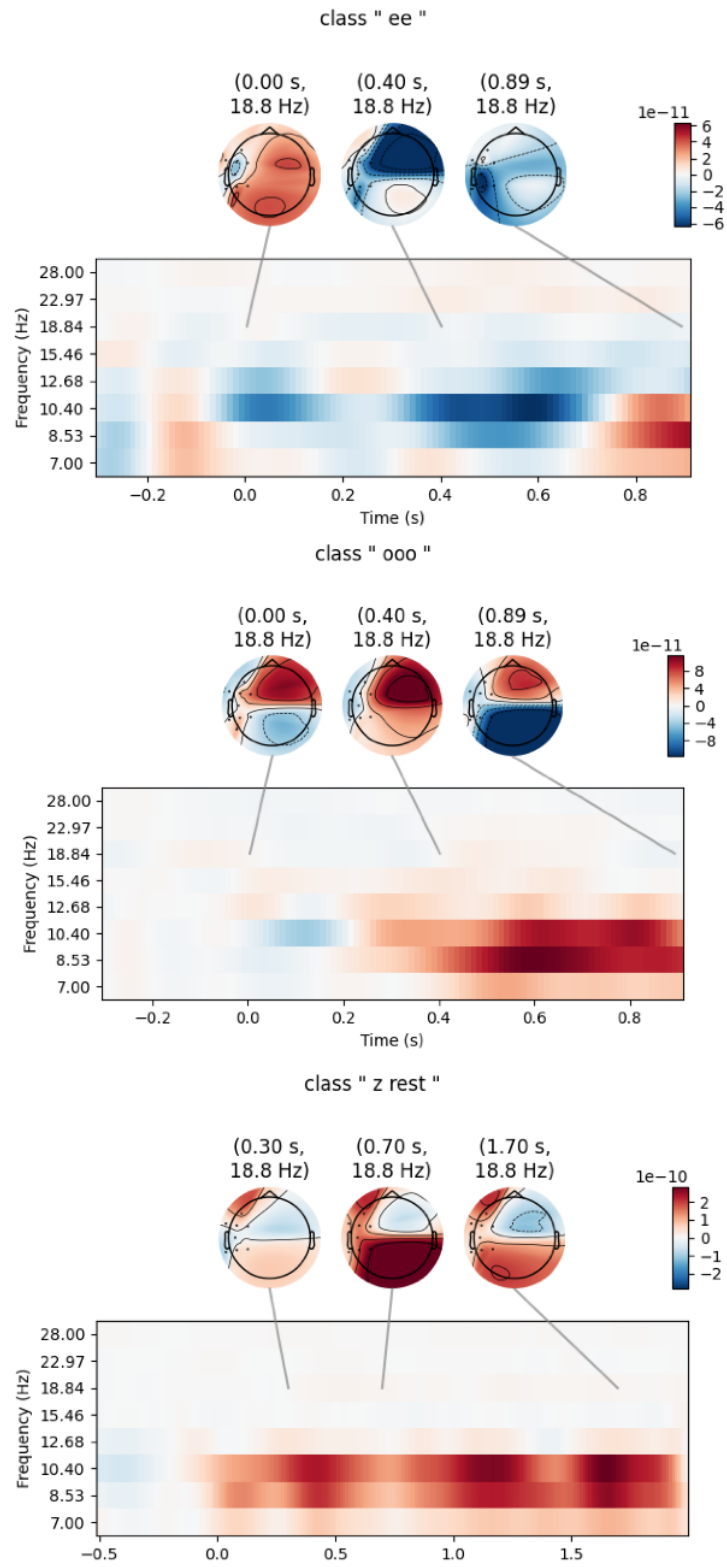 class " ee "
(0.00 s, (0.40 s, (0.89 s,
18.8 Hz) 18.8 Hz) 18.8 Hz)
1e−11
6
4
2
0
−2
−4
−6
28.00
22.97
18.84
15.46
12.68
10.40
8.53
7.00
Frequency (Hz)
−0.2 0.0 0.2 0.4 0.6 0.8
Time (s)
class " ooo "
(0.00 s, (0.40 s, (0.89 s,
18.8 Hz) 18.8 Hz) 18.8 Hz)
1e−11
8
4
0
−4
−8
28.00
22.97
18.84
15.46
12.68
10.40
8.53
7.00
Frequency (Hz)
−0.2 0.0 0.2 0.4 0.6 0.8
Time (s)
class " z rest "
(0.30 s, (0.70 s, (1.70 s,
18.8 Hz) 18.8 Hz) 18.8 Hz)
1e−10
2
1
0
−1
−2
28.00
22.97
18.84
15.46
12.68
10.40
8.53
7.00
Frequency (Hz)
−0.5 0.0 0.5 1.0 1.5